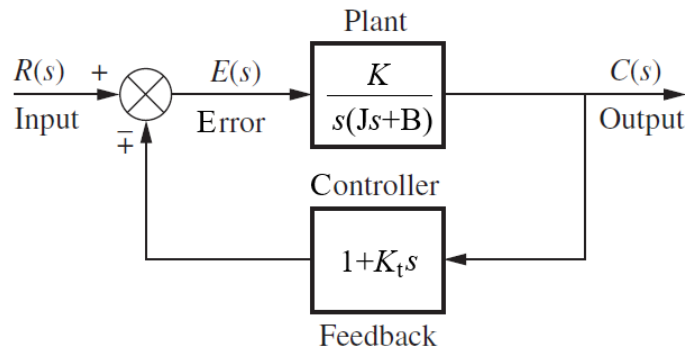 Plant
R(s) + E(s) K C(s)
Input Error s(Js+B) Output
∓
Controller
1+Kₜs
Feedback